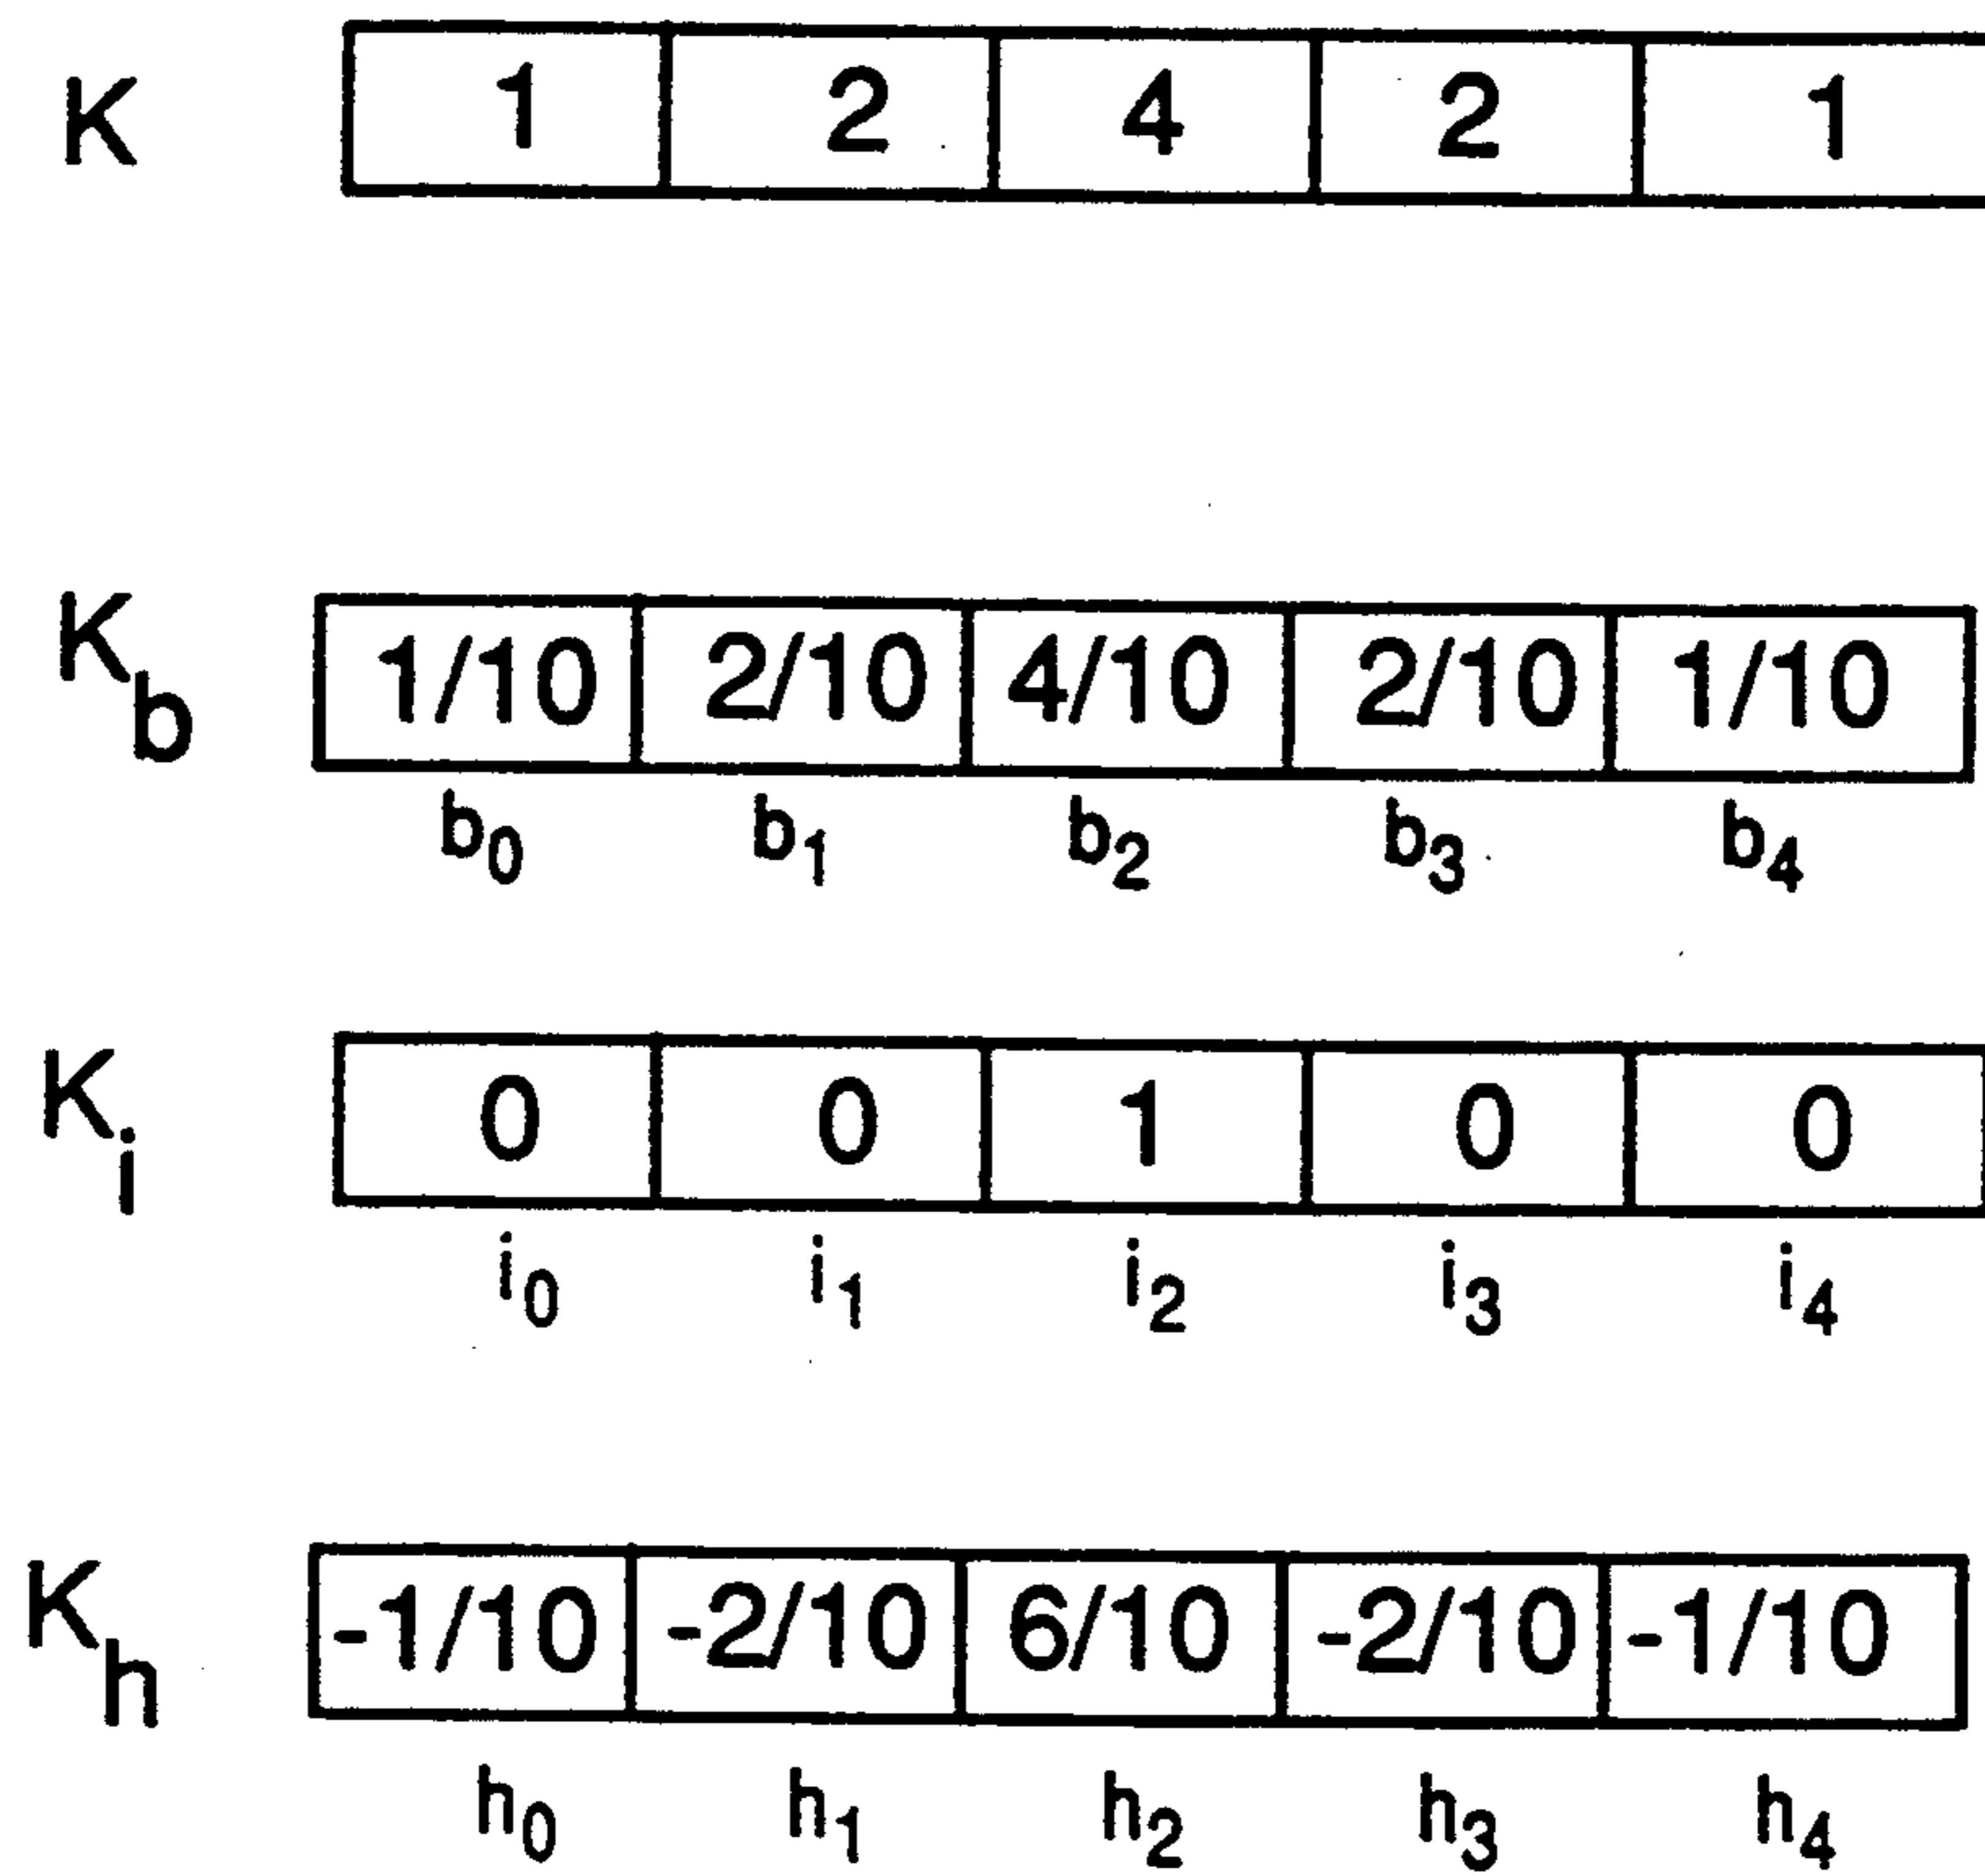 K 1 2 4 2 1
K_b 1/10 2/10 4/10 2/10 1/10
b_0 b_1 b_2 b_3 b_4
K_i 0 0 1 0 0
i_0 i_1 i_2 i_3 i_4
K_h -1/10 -2/10 6/10 -2/10 -1/10
h_0 h_1 h_2 h_3 h_4